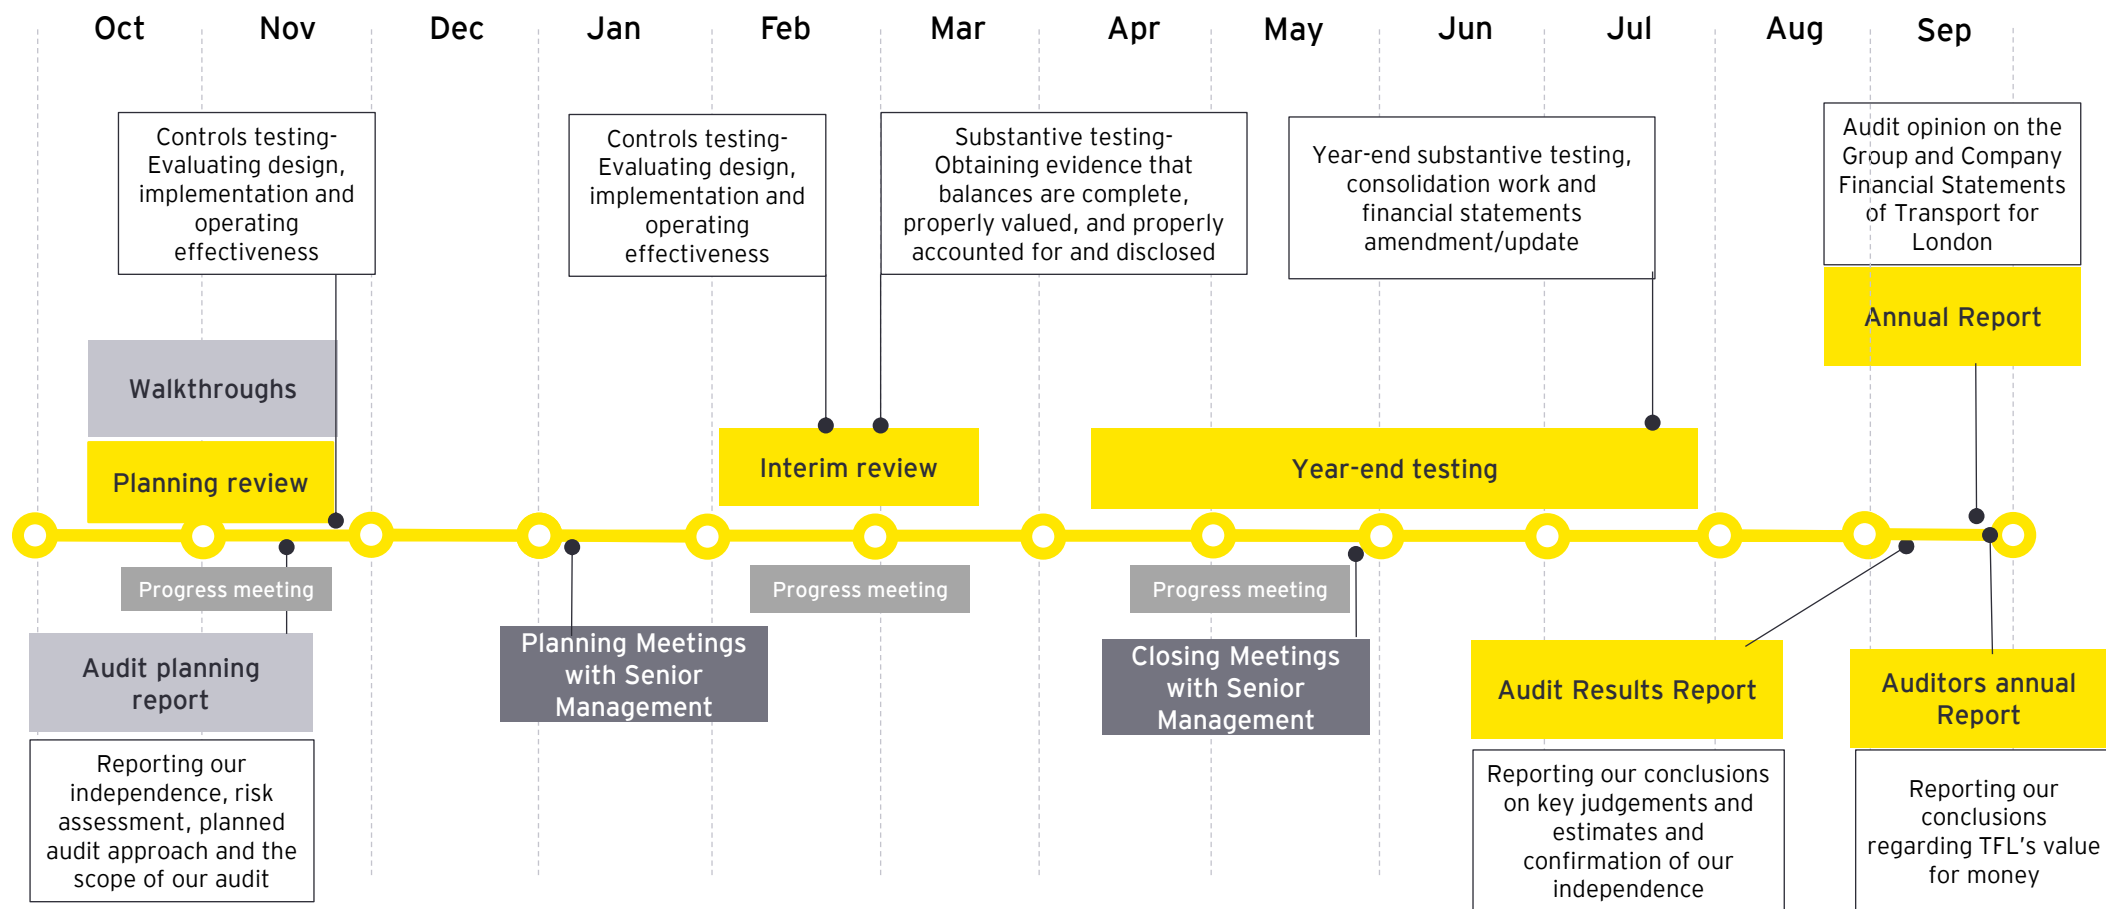 Oct Nov Dec Jan Feb Mar Apr May Jun Jul Aug Sep
Controls testing-
Evaluating design,
implementation and
operating
effectiveness
Controls testing-
Evaluating design,
implementation and
operating
effectiveness
Substantive testing-
Obtaining evidence that
balances are complete,
properly valued, and properly
accounted for and disclosed
Year-end substantive testing,
consolidation work and
financial statements
amendment/update
Audit opinion on the
Group and Company
Financial Statements
of Transport for
London
Annual Report
Walkthroughs
Planning review
Interim review
Year-end testing
Progress meeting
Progress meeting
Progress meeting
Audit planning
report
Planning Meetings
with Senior
Management
Closing Meetings
with Senior
Management
Audit Results Report
Auditors annual
Report
Reporting our
independence, risk
assessment, planned
audit approach and the
scope of our audit
Reporting our conclusions
on key judgements and
estimates and
confirmation of our
independence
Reporting our
conclusions
regarding TFL's value
for money